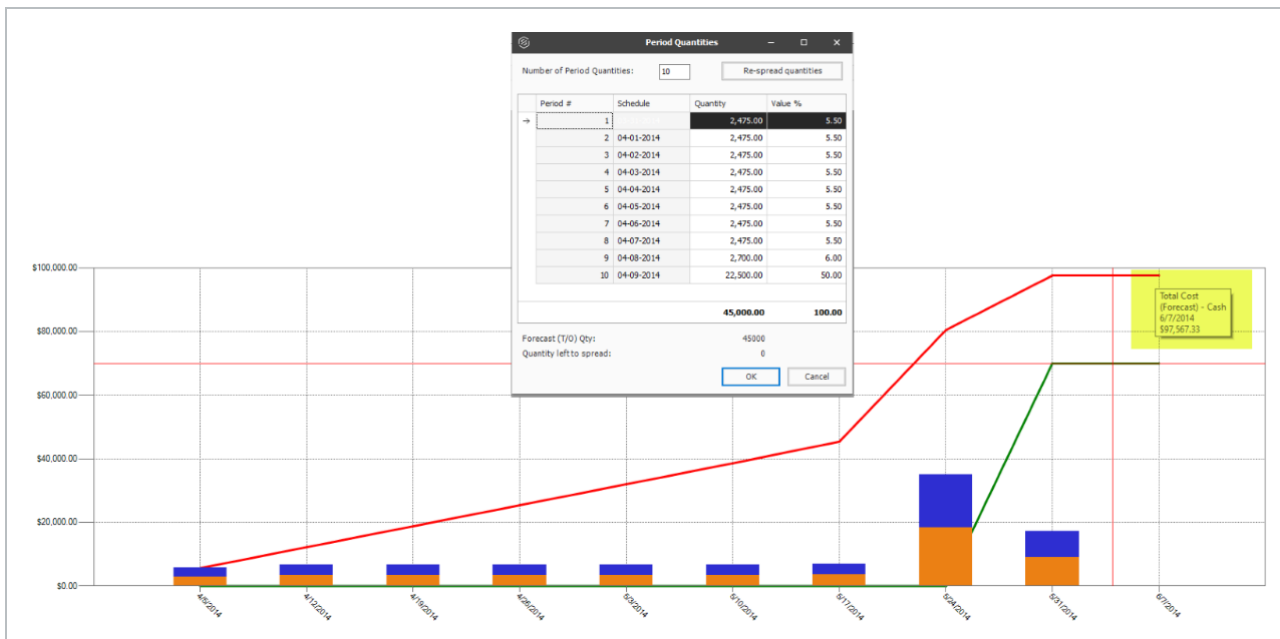 Period Quantities
Number of Period Quantities: 10 Re-spread quantities
Period # Schedule Quantity Value %
1 2,475.00 5.50
2 04-01-2014 2,475.00 5.50
3 04-02-2014 2,475.00 5.50
4 04-03-2014 2,475.00 5.50
5 04-04-2014 2,475.00 5.50
6 04-05-2014 2,475.00 5.50
7 04-06-2014 2,475.00 5.50
8 04-07-2014 2,475.00 5.50
9 04-08-2014 2,700.00 6.00
10 04-09-2014 22,500.00 50.00
45,000.00 100.00
Forecast (T/O) Qty: 45000
Quantity left to spread: 0
OK Cancel
$100,000.00
Total Cost
(Forecast) - Cash
6/7/2014
$97,567.33
$80,000.00
$60,000.00
$40,000.00
$20,000.00
$0.00
4/5/2014 4/12/2014 4/19/2014 4/26/2014 5/3/2014 5/10/2014 5/17/2014 5/24/2014 5/31/2014 6/7/2014